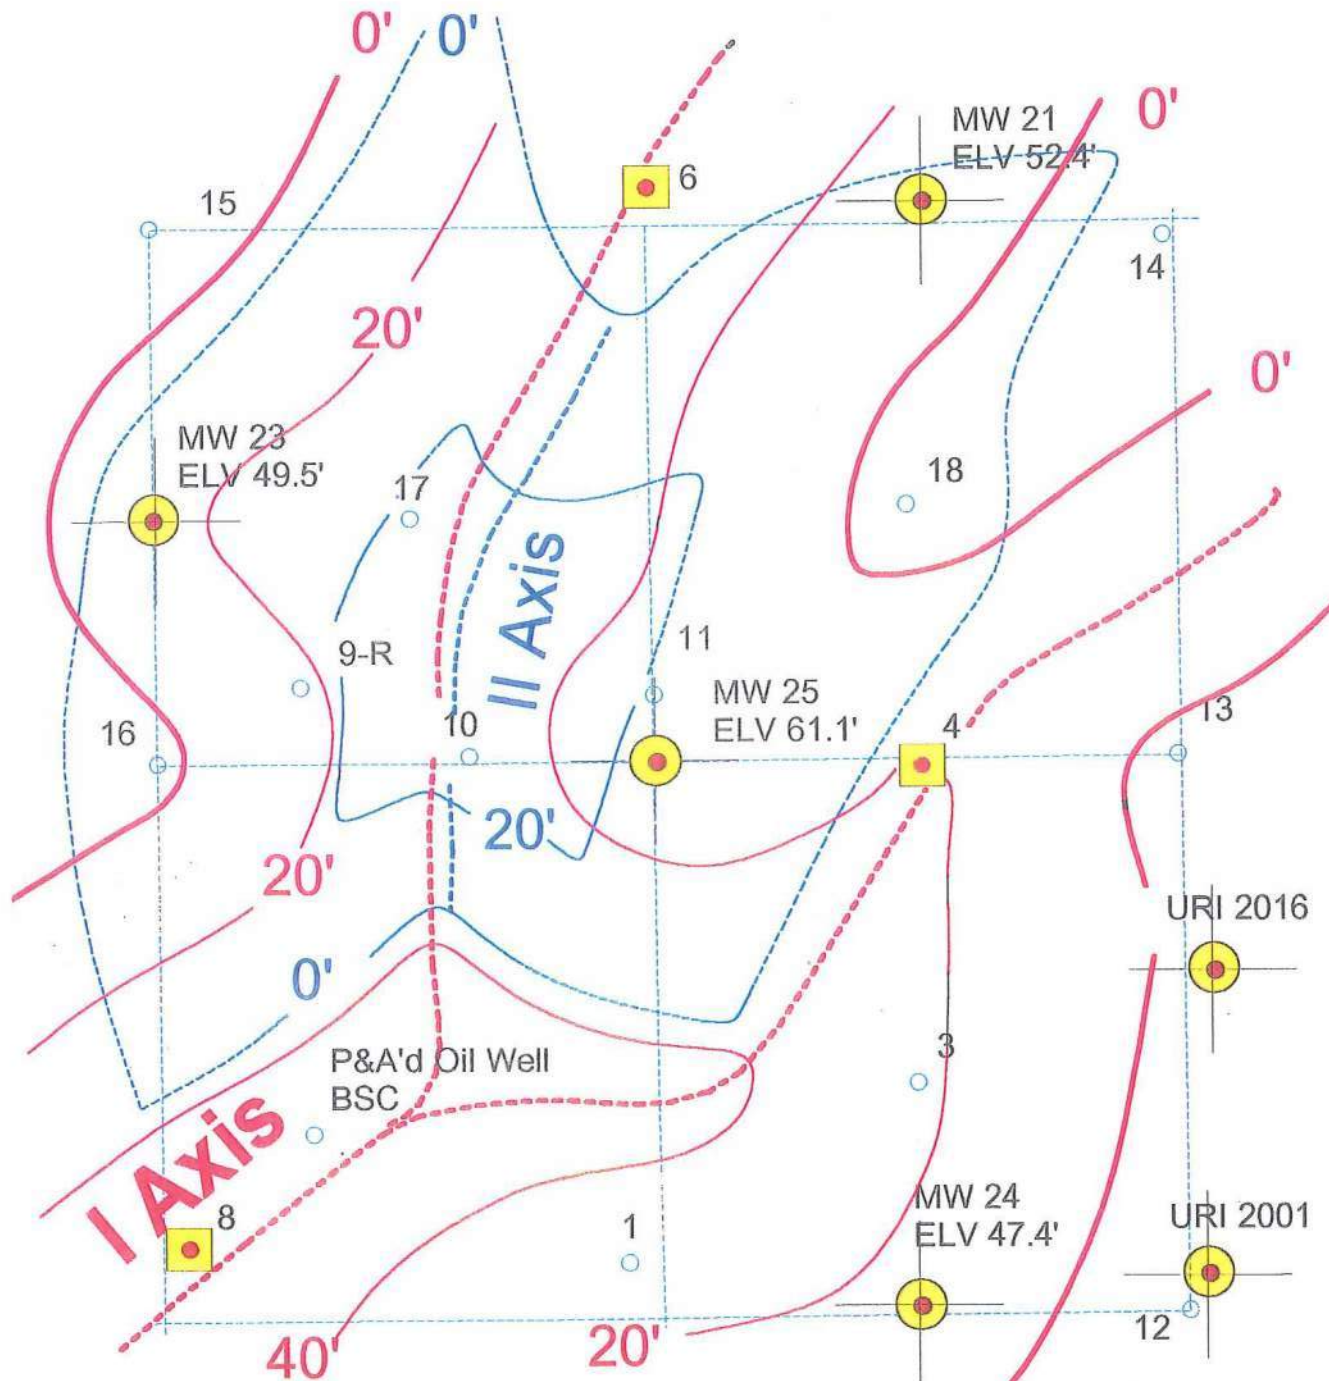 0'
0'
MW 21
ELV 52.4'
0'
15
6
14
20'
0'
MW 23
ELV 49.5'
17
18
II Axis
9-R
11
MW 25
ELV 61.1'
16
10
4
13
20'
20'
URI 2016
0'
P&A'd Oil Well
BSC
3
I Axis
8
1
MW 24
ELV 47.4'
URI 2001
12
40'
20'